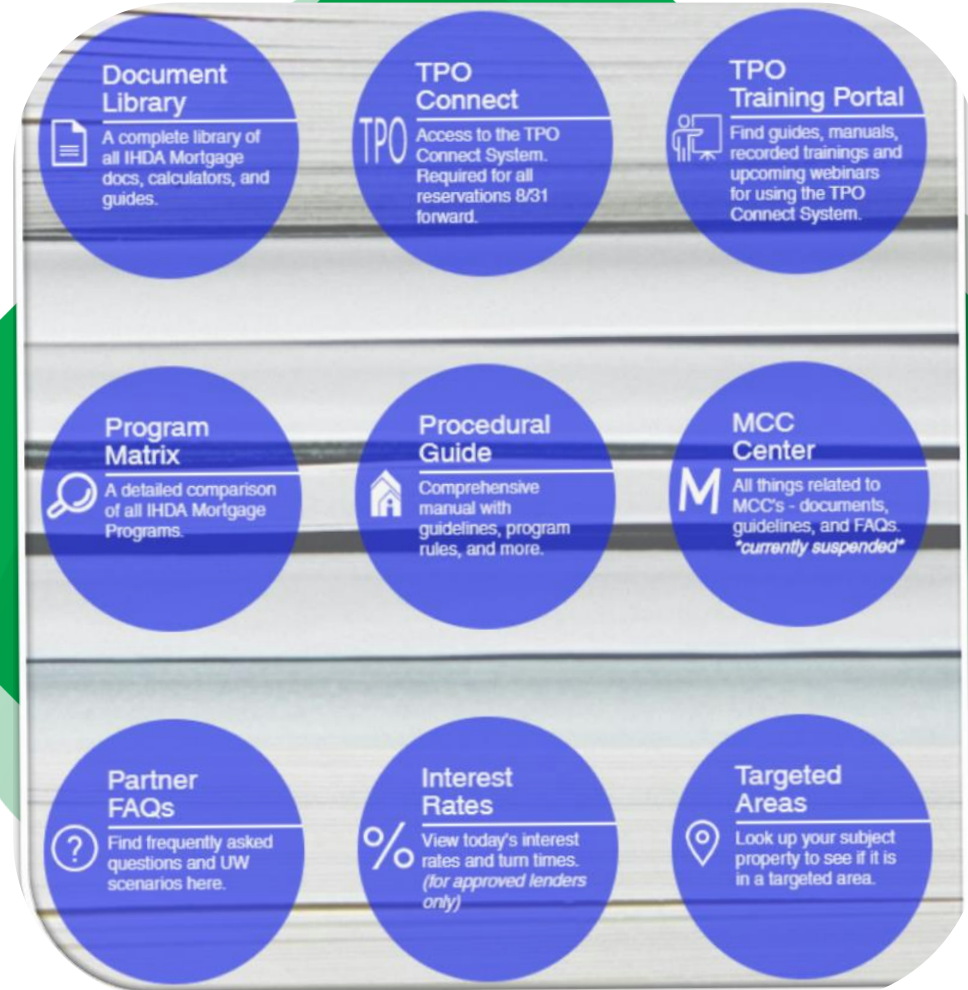 Document
Library
A complete library of
all IHDA Mortgage
docs, calculators, and
guides.
TPO
Connect
TPO
Access to the TPO
Connect System.
Required for all
reservations 8/31
forward.
TPO
Training Portal
Find guides, manuals,
recorded trainings and
upcoming webinars
for using the TPO
Connect System.
Program
Matrix
A detailed comparison
of all IHDA Mortgage
Programs.
Procedural
Guide
Comprehensive
manual with
guidelines, program
rules, and more.
MCC
Center
M
All things related to
MCC's - documents,
guidelines, and FAQs.
*currently suspended*
Partner
FAQs
?
Find frequently asked
questions and UW
scenarios here.
Interest
Rates
%
View today's interest
rates and turn times.
(for approved lenders
only)
Targeted
Areas
Look up your subject
property to see if it is
in a targeted area.